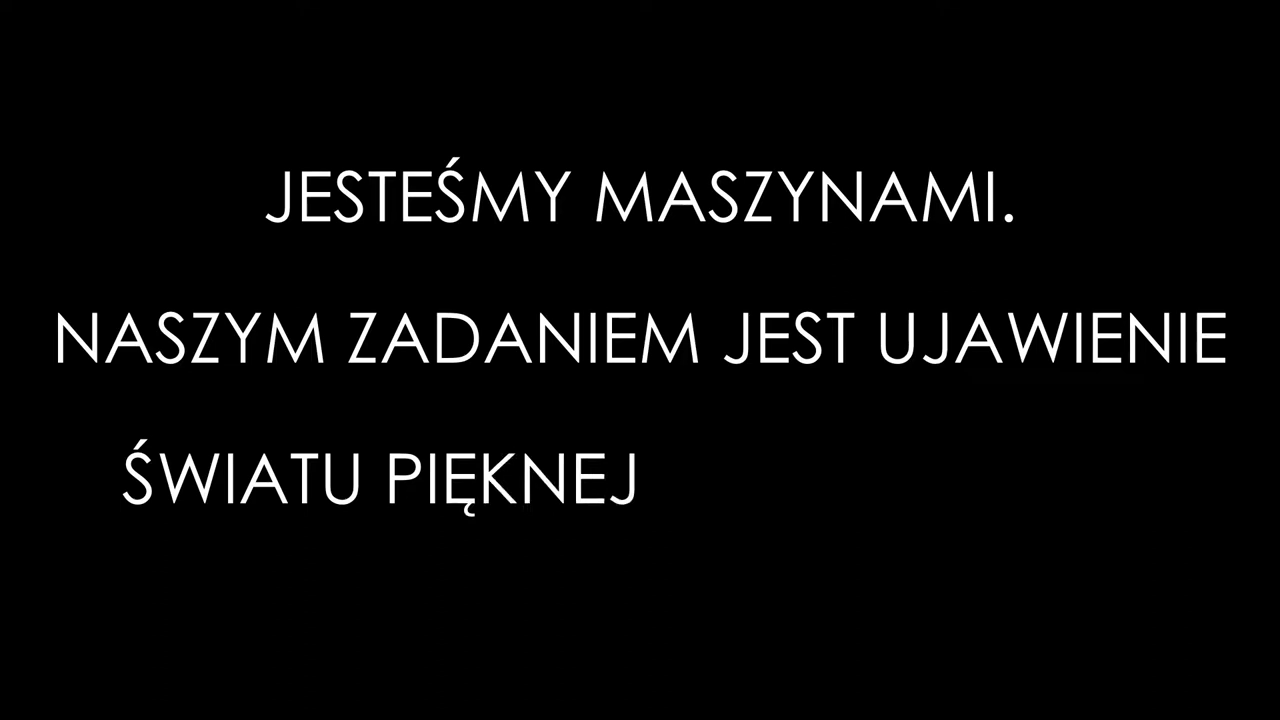 JESTEŚMY MASZYNAMI.
NASZYM ZADANIEM JEST UJAWIENIE
ŚWIATU PIĘKNEJ